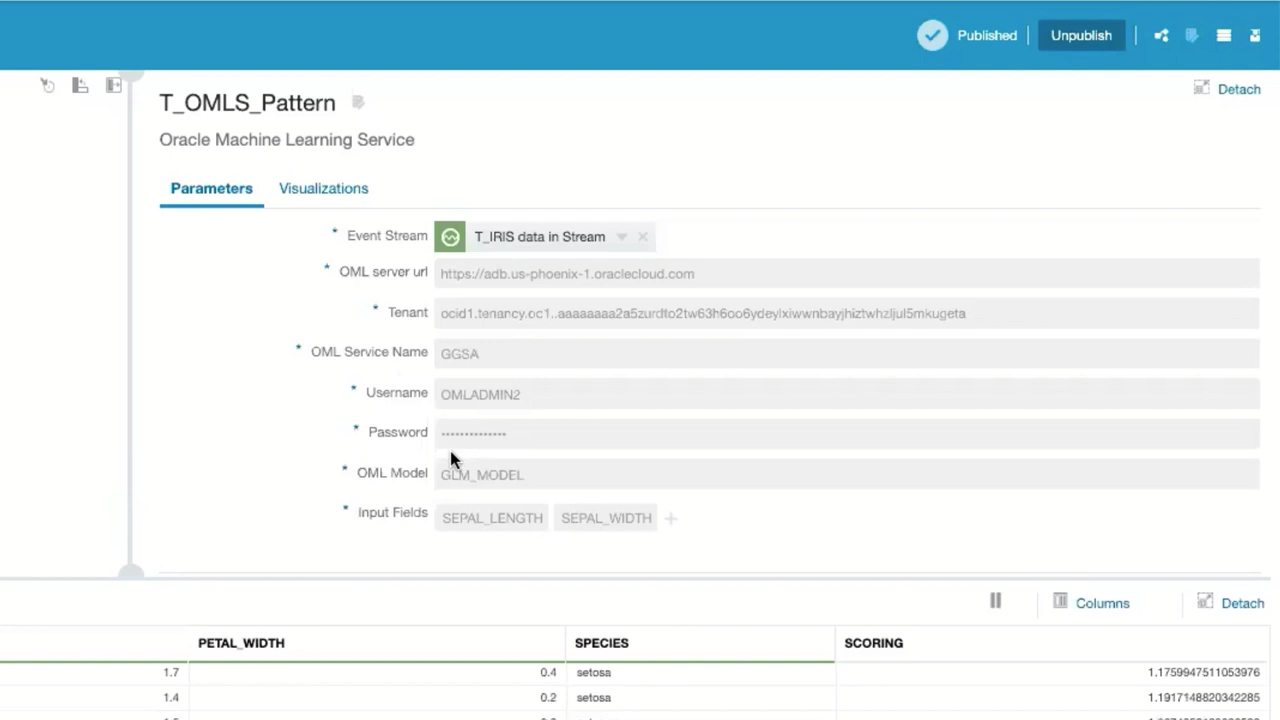 Published
Unpublish
T_OMLS_Pattern
Detach
Oracle Machine Learning Service
Parameters
Visualizations
* Event Stream T_IRIS data in Stream
* OML server url https://adb.us-phoenix-1.oraclecloud.com
* Tenant ocid1.tenancy.oc1..aaaaaaaa2a5zurdto2tw63h6oo6ydeylxiwwnbayjhiztwhzljul5mkugeta
* OML Service Name GGSA
* Username OMLADMIN2
* Password ··············
* OML Model GLM_MODEL
* Input Fields SEPAL_LENGTH SEPAL_WIDTH
Columns
Detach
PETAL_WIDTH SPECIES SCORING
1.7 0.4 setosa 1.1759947511053976
1.4 0.2 setosa 1.1917148820342285